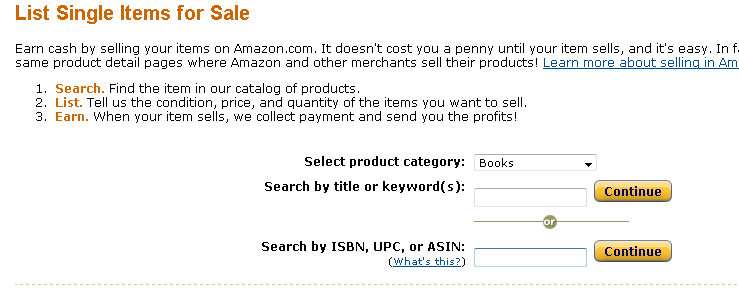 List Single Items for Sale
Earn cash by selling your items on Amazon.com. It doesn't cost you a penny until your item sells, and it's easy. In
same product detail pages where Amazon and other merchants sell their products! Learn more about selling in
1. Search. Find the item in our catalog of products.
2. List. Tell us the condition, price, and quantity of the items you want to sell.
3. Earn. When your item sells, we collect payment and send you the profits!
Select product category: Books
Search by title or keyword(s): Continue
or
Search by ISBN, UPC, or ASIN: Continue
(What's this?)